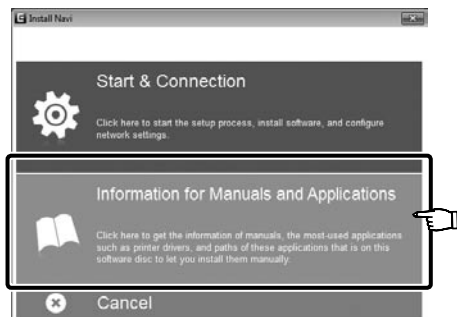 Install Navi
Start & Connection
Click here to start the setup process, install software, and configure
network settings.
Information for Manuals and Applications
Click here to get the information of manuals, the most-used applications
such as printer drivers, and paths of these applications that is on this
software disc to let you install them manually.
Cancel